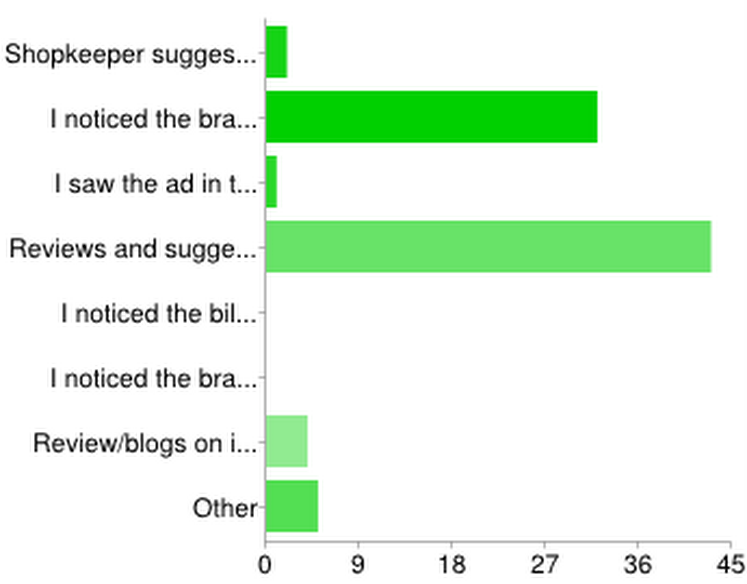 Shopkeeper sugges...
I noticed the bra...
I saw the ad in t...
Reviews and sugge...
I noticed the bil...
I noticed the bra...
Review/blogs on i...
Other
0 9 18 27 36 45